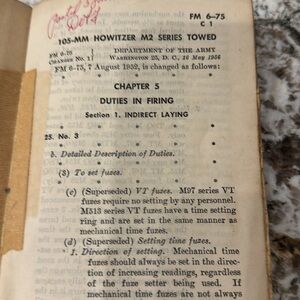 FM 6–75
C 1
105-MM HOWITZER M2 SERIES TOWED
FM 6–75
CHANGES NO. 1
DEPARTMENT OF THE ARMY
WASHINGTON 25, D. C., 16 May 1956
FM 6–75, 7 August 1952, is changed as follows:
CHAPTER 5
DUTIES IN FIRING
Section 1. INDIRECT LAYING
25. No. 3
b. Detailed Description of Duties.
(3) To set fuzes.
(c) (Superseded) VT fuzes. M97 series VT
fuzes require no setting by any personnel.
M513 series VT fuzes have a time setting
ring and are set in the same manner as
mechanical time fuzes.
(d) (Superseded) Setting time fuzes.
1. Direction of setting. Mechanical time
fuzes should always be set in the direc-
tion of increasing readings, regardless
of the fuze setter being used. If
mechanical time fuzes are not always